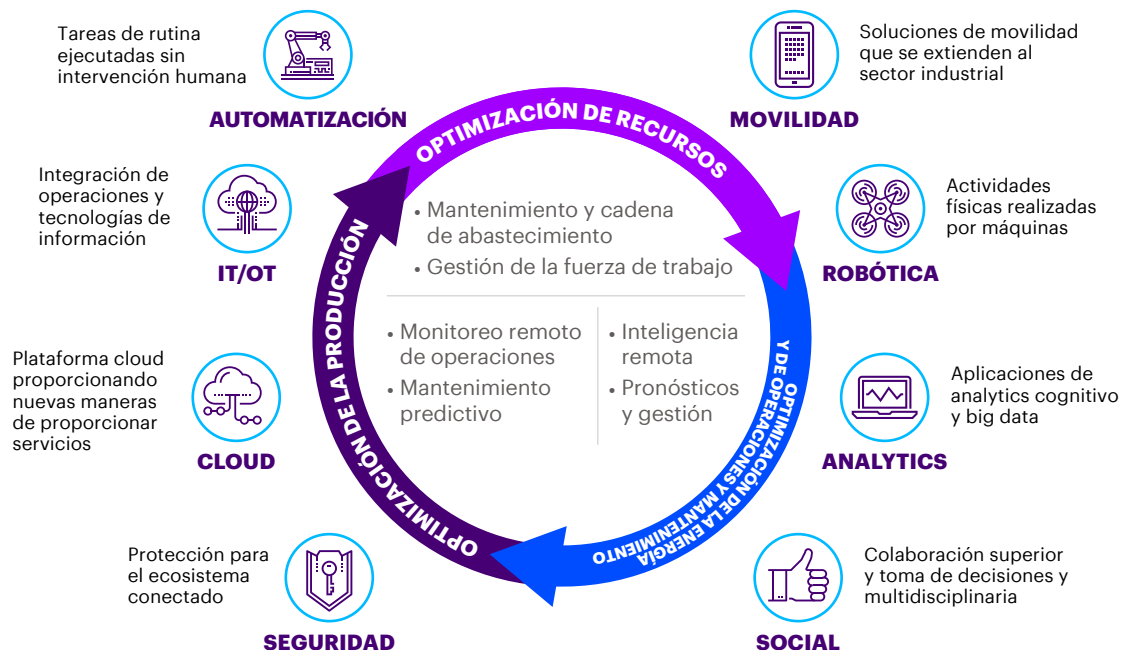 Tareas de rutina
ejecutadas sin
intervención humana
AUTOMATIZACIÓN
Soluciones de movilidad
que se extienden al
sector industrial
MOVILIDAD
Integración de
operaciones y
tecnologías de
información
IT/OT
Actividades
físicas realizadas
por máquinas
ROBÓTICA
Plataforma cloud
proporcionando
nuevas maneras
de proporcionar
servicios
CLOUD
Aplicaciones de
analytics cognitivo
y big data
ANALYTICS
Protección para
el ecosistema
conectado
SEGURIDAD
Colaboración superior
y toma de decisiones y
multidisciplinaria
SOCIAL
OPTIMIZACIÓN DE RECURSOS
OPTIMIZACIÓN DE LA ENERGÍA
Y DE OPERACIONES Y MANTENIMIENTO
OPTIMIZACIÓN DE LA PRODUCCIÓN
• Mantenimiento y cadena
de abastecimiento
• Gestión de la fuerza de trabajo
• Monitoreo remoto
de operaciones
• Mantenimiento
predictivo
• Inteligencia
remota
• Pronósticos
y gestión